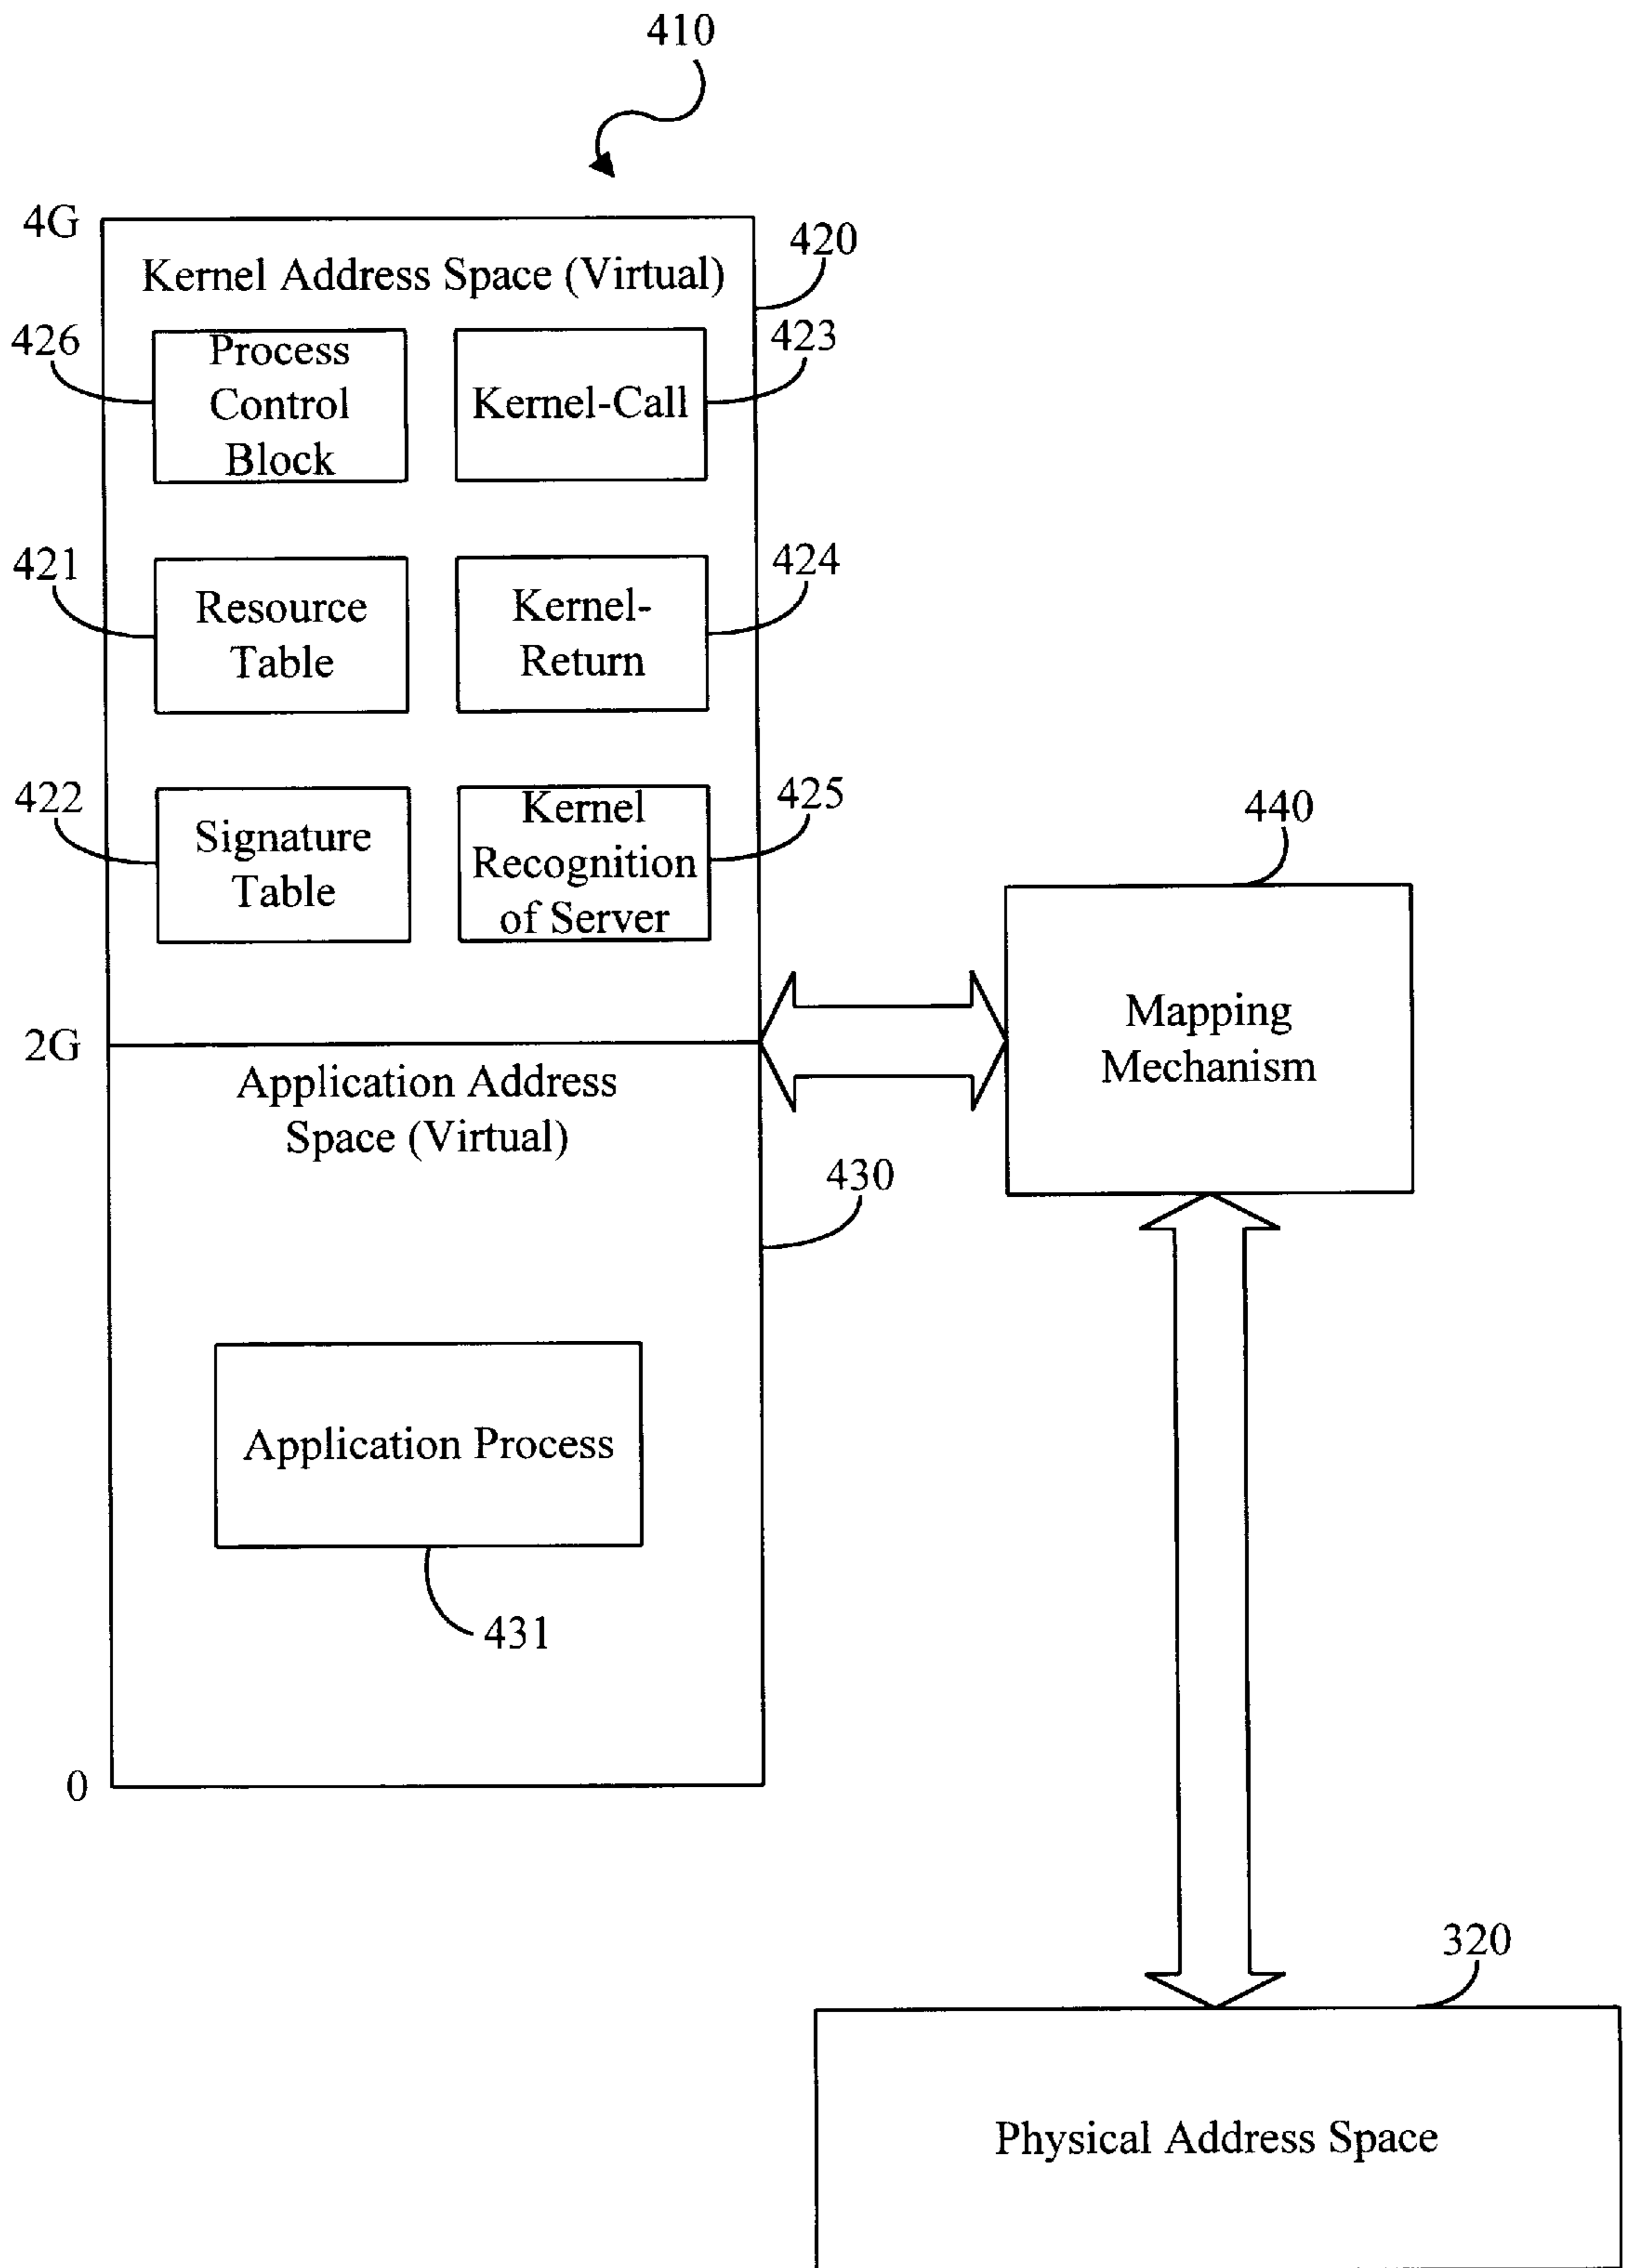 410
4G
420
Kernel Address Space (Virtual)
426
Process
Control
Block
Kernel-Call
423
421
Resource
Table
Kernel-
Return
424
422
Signature
Table
Kernel
Recognition
of Server
425
440
Mapping
Mechanism
2G
Application Address
Space (Virtual)
430
Application Process
431
0
320
Physical Address Space